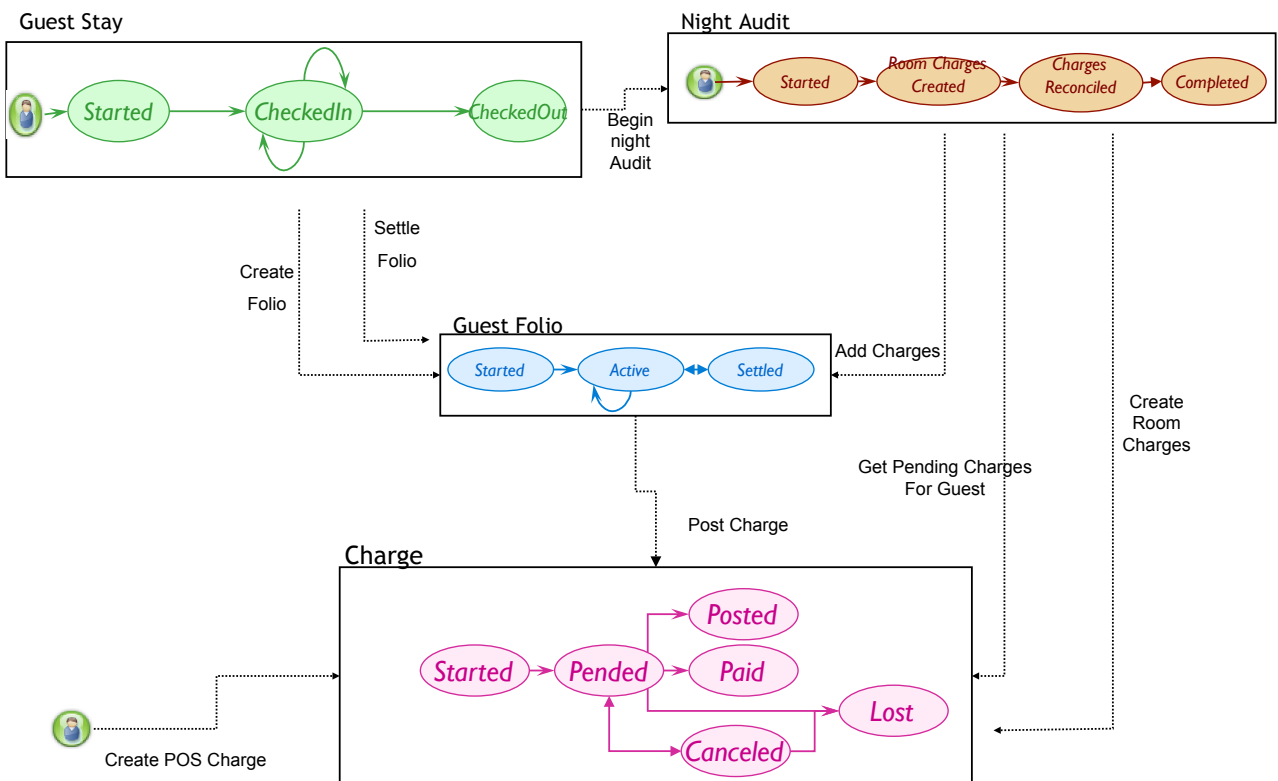 Guest Stay
Night Audit
Started
CheckedIn
CheckedOut
Begin
night
Audit
Started
Room Charges
Created
Charges
Reconciled
Completed
Settle
Folio
Create
Folio
Guest Folio
Started
Active
Settled
Add Charges
Create
Room
Charges
Get Pending Charges
For Guest
Post Charge
Charge
Posted
Started
Pended
Paid
Lost
Canceled
Create POS Charge